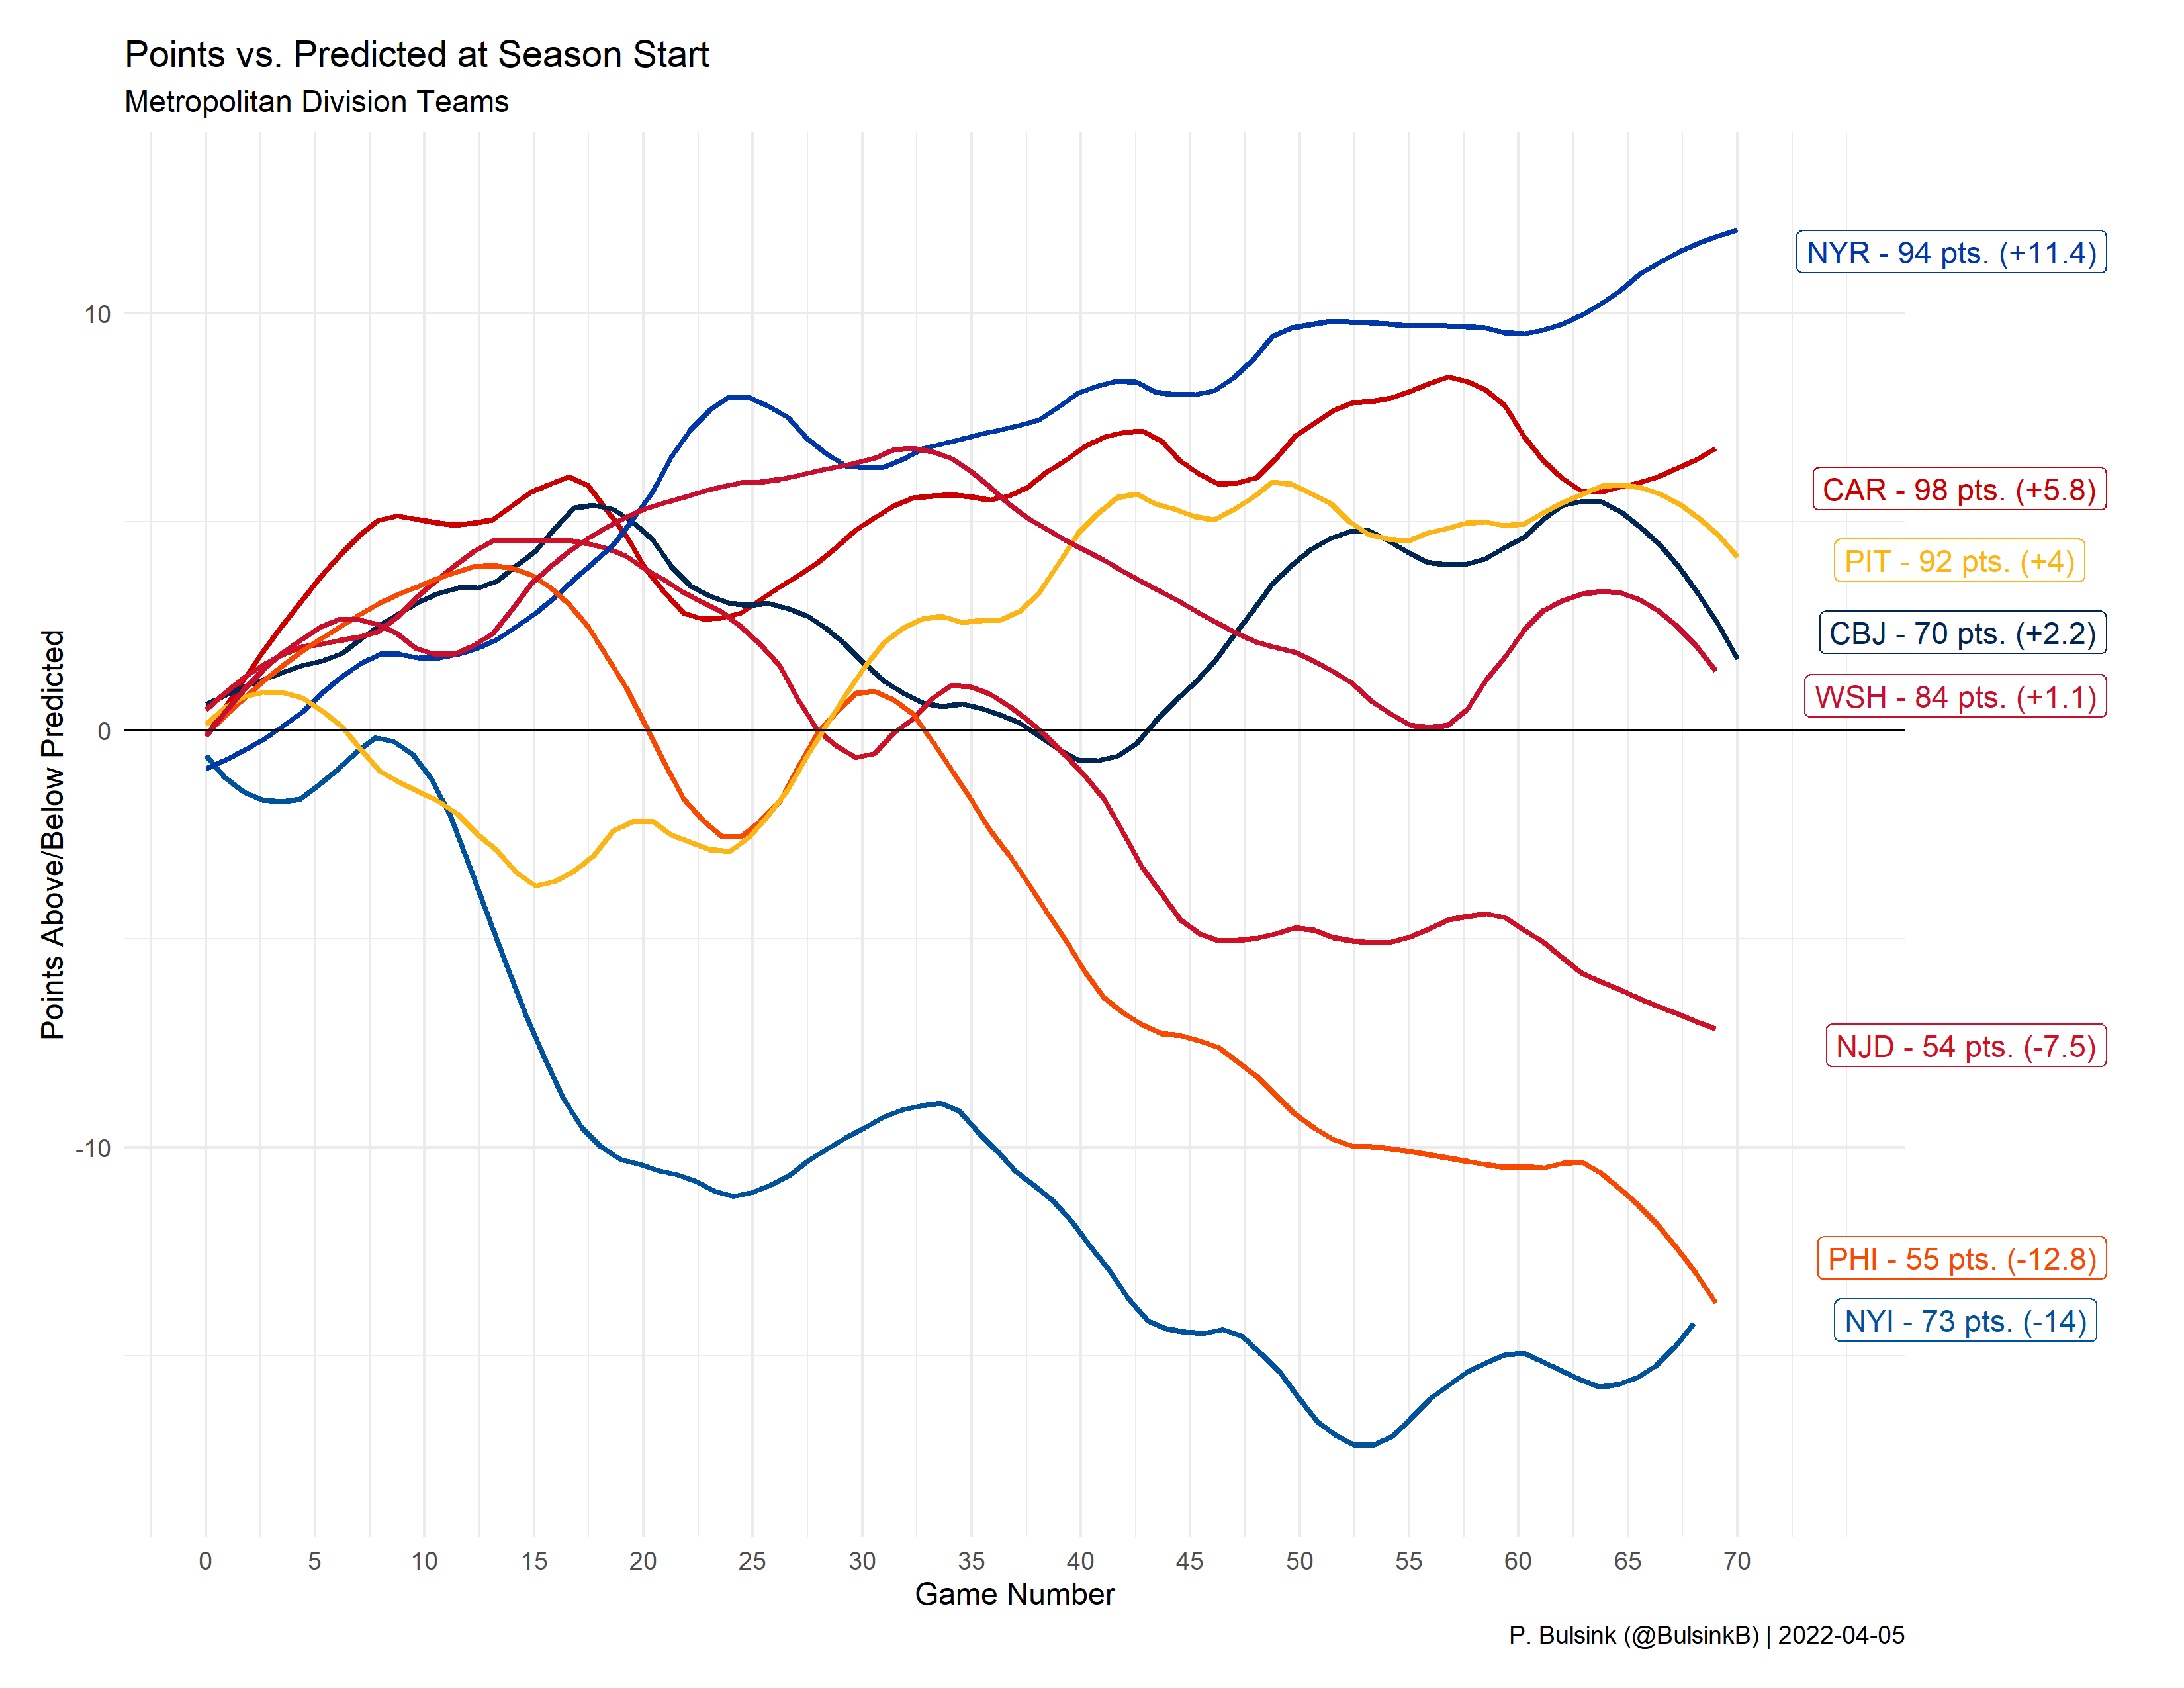 Points vs. Predicted at Season Start
Metropolitan Division Teams
Points Above/Below Predicted
10
0
-10
NYR - 94 pts. (+11.4)
CAR - 98 pts. (+5.8)
PIT - 92 pts. (+4)
CBJ - 70 pts. (+2.2)
WSH - 84 pts. (+1.1)
NJD - 54 pts. (-7.5)
PHI - 55 pts. (-12.8)
NYI - 73 pts. (-14)
0 5 10 15 20 25 30 35 40 45 50 55 60 65 70
Game Number
P. Bulsink (@BulsinkB) | 2022-04-05